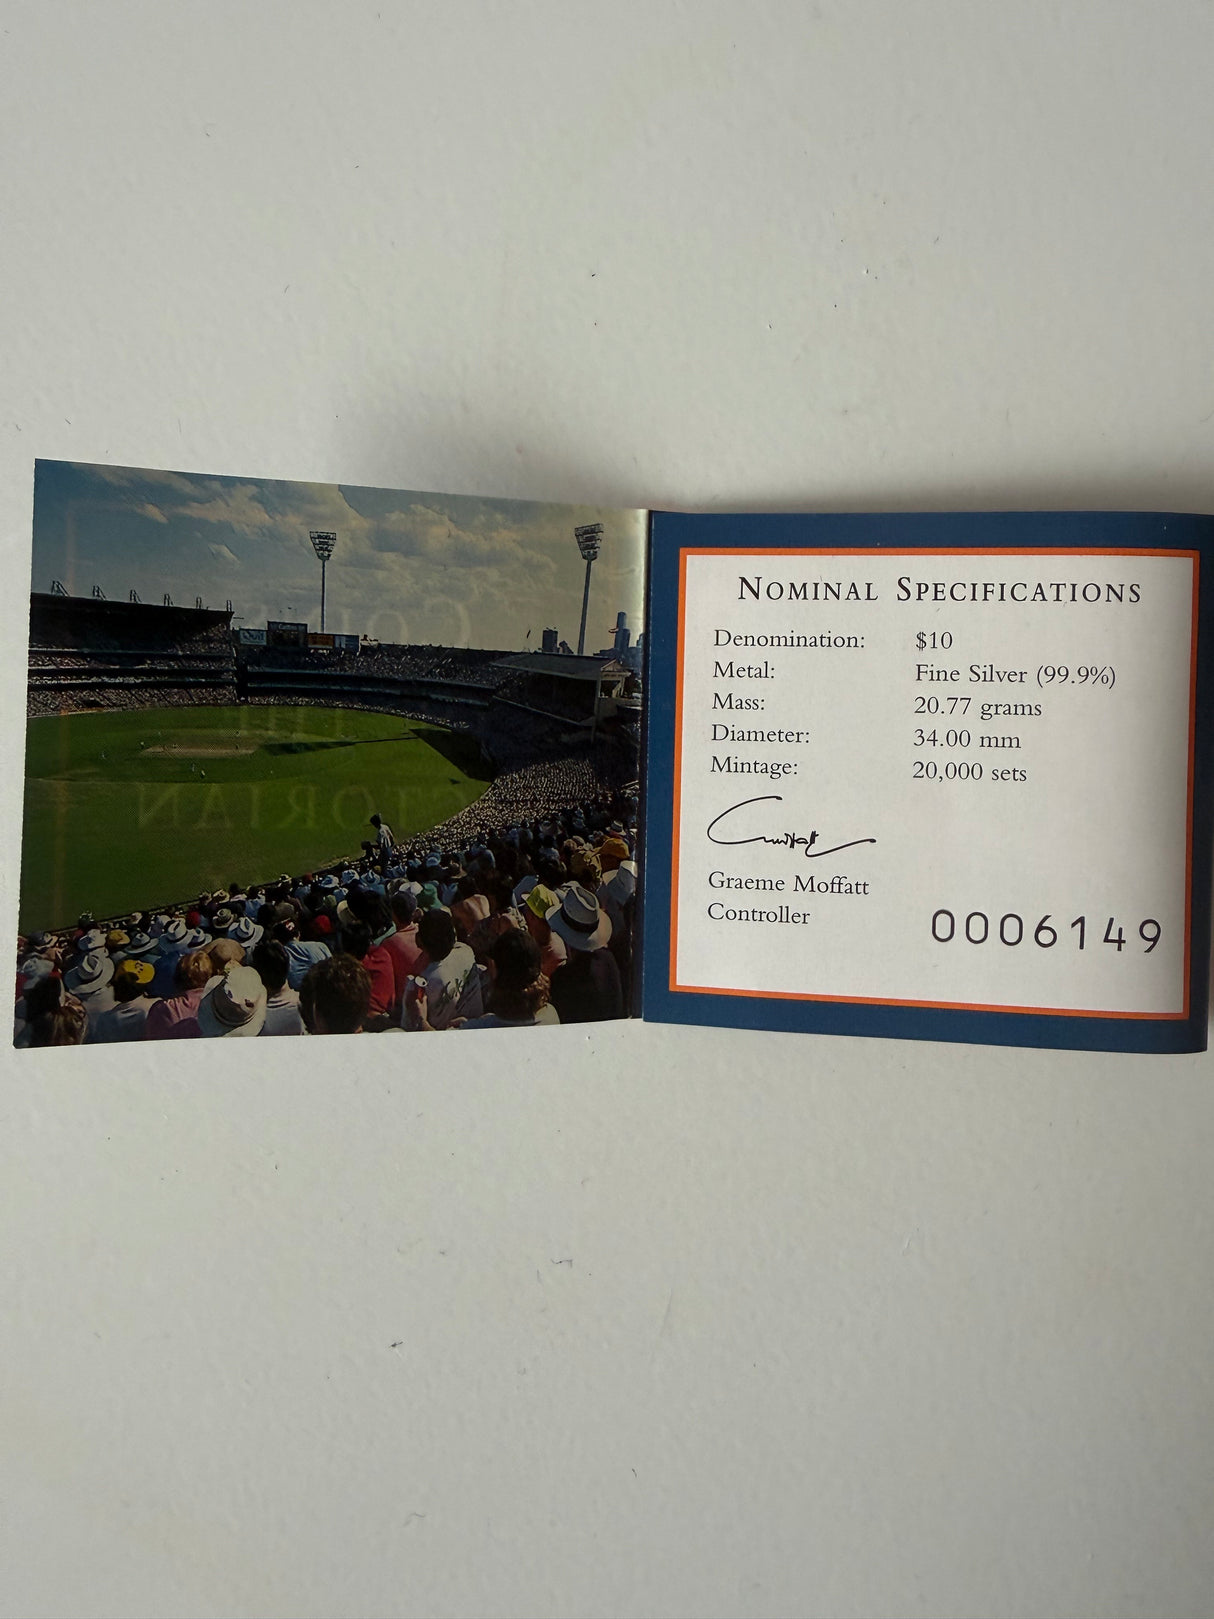 NOMINAL SPECIFICATIONS
Denomination: $10
Metal: Fine Silver (99.9%)
Mass: 20.77 grams
Diameter: 34.00 mm
Mintage: 20,000 sets
Graeme Moffatt
Controller
0006149